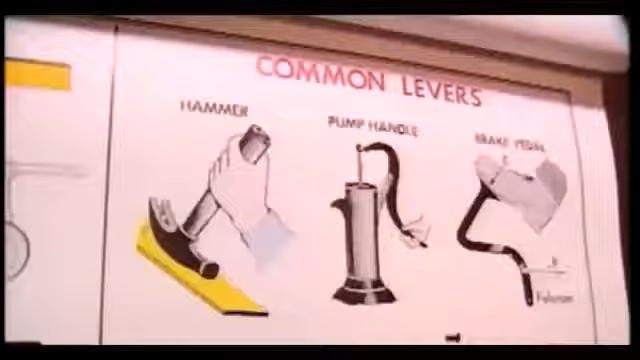 COMMON LEVERS
HAMMER
PUMP HANDLE
BRAKE PEDAL
Fulcrum